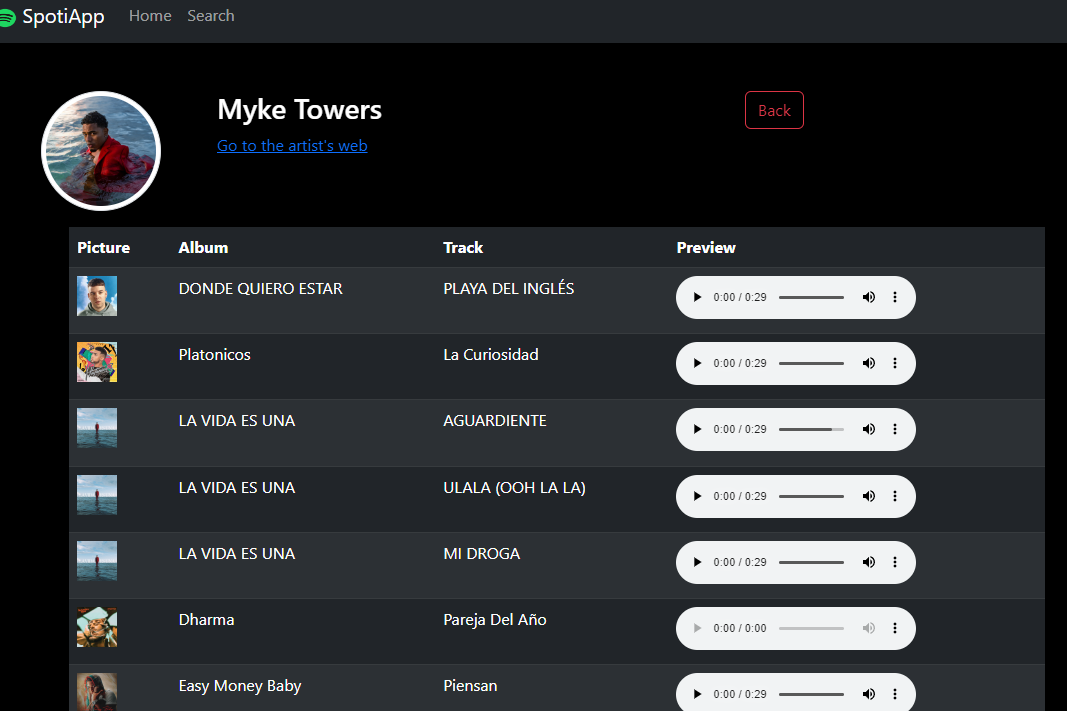 SpotiApp Home Search
Myke Towers
Back
Go to the artist's web
Picture Album Track Preview
DONDE QUIERO ESTAR PLAYA DEL INGLÉS 0:00 / 0:29
Platonicos La Curiosidad 0:00 / 0:29
LA VIDA ES UNA AGUARDIENTE 0:00 / 0:29
LA VIDA ES UNA ULALA (OOH LA LA) 0:00 / 0:29
LA VIDA ES UNA MI DROGA 0:00 / 0:29
Dharma Pareja Del Año 0:00 / 0:00
Easy Money Baby Piensan 0:00 / 0:29